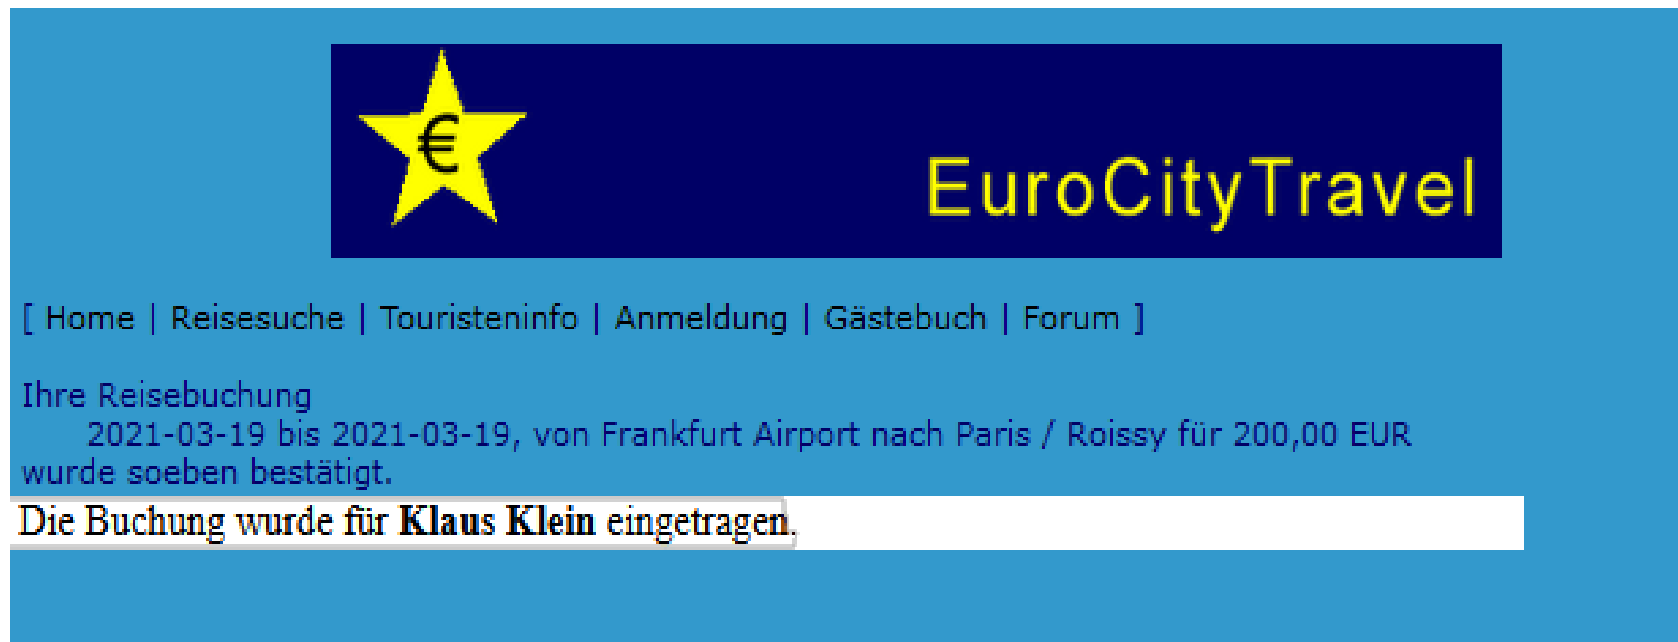 €
EuroCityTravel
[ Home | Reisesuche | Touristeninfo | Anmeldung | Gästebuch | Forum ]
Ihre Reisebuchung
2021-03-19 bis 2021-03-19, von Frankfurt Airport nach Paris / Roissy für 200,00 EUR
wurde soeben bestätigt.
Die Buchung wurde für Klaus Klein eingetragen.